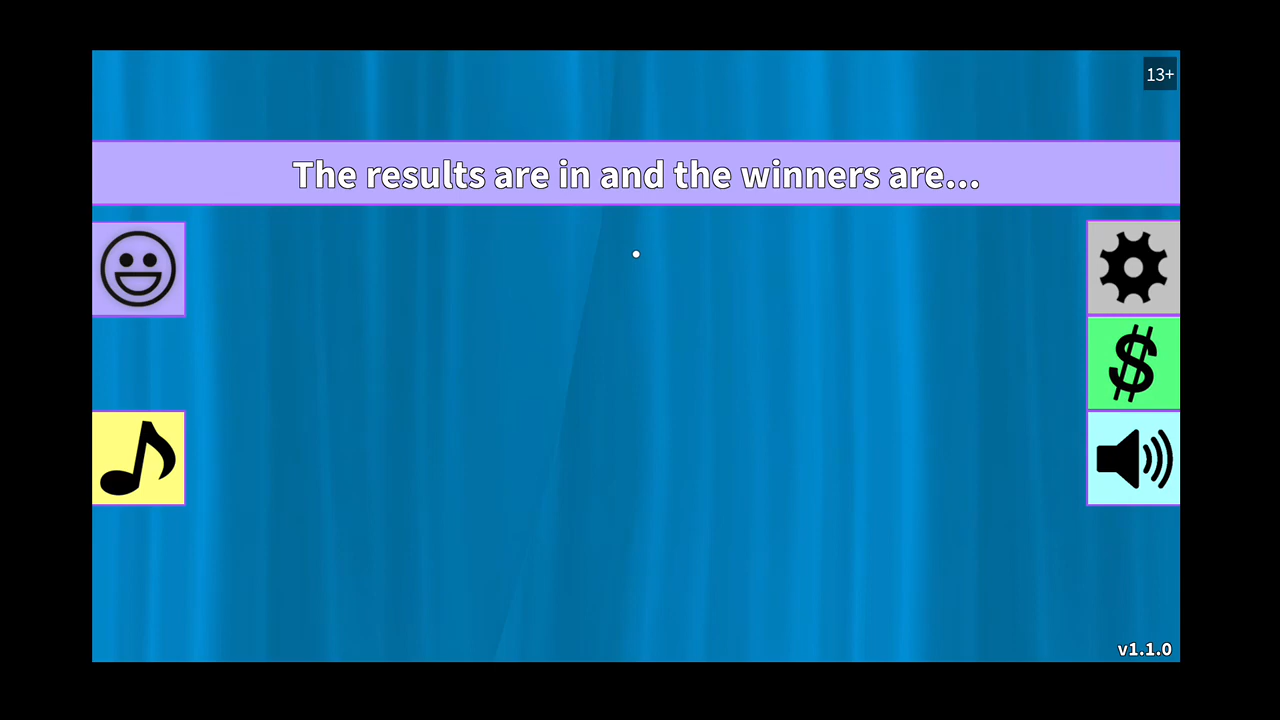 13+
The results are in and the winners are...
$
v1.1.0